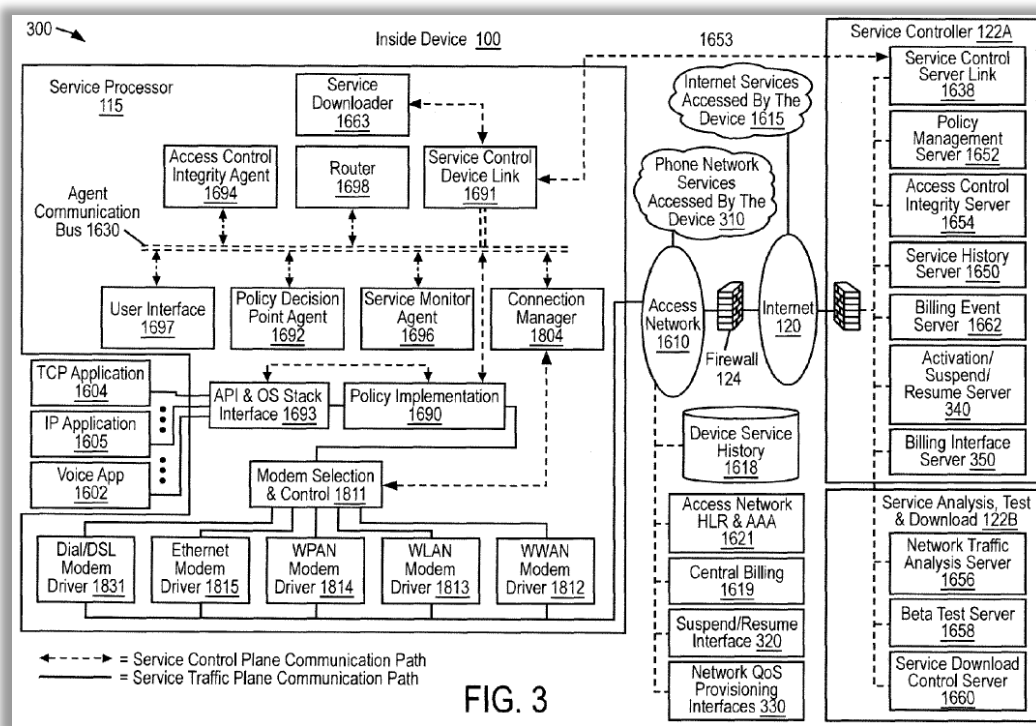 300
Inside Device 100
1653
Service Processor
115
Service
Downloader
1663
Access Control
Integrity Agent
1694
Router
1698
Service Control
Device Link
1691
Agent
Communication
Bus 1630
User Interface
1697
Policy Decision
Point Agent
1692
Service Monitor
Agent
1696
Connection
Manager
1804
TCP Application
1604
IP Application
1605
Voice App
1602
API & OS Stack
Interface 1693
Policy Implementation
1690
Modem Selection
& Control 1811
Dial/DSL
Modem
Driver 1831
Ethernet
Modem
Driver 1815
WPAN
Modem
Driver 1814
WLAN
Modem
Driver 1813
WWAN
Modem
Driver 1812
Internet Services
Accessed By The
Device 1615
Phone Network
Services
Accessed By The
Device 310
Access
Network
1610
Firewall
124
Internet
120
Device Service
History
1618
Access Network
HLR & AAA
1621
Central Billing
1619
Suspend/Resume
Interface 320
Network QoS
Provisioning
Interfaces 330
Service Controller 122A
Service Control
Server Link
1638
Policy
Management
Server 1652
Access Control
Integrity Server
1654
Service History
Server 1650
Billing Event
Server 1662
Activation/
Suspend/
Resume Server
340
Billing Interface
Server 350
Service Analysis, Test
& Download 122B
Network Traffic
Analysis Server
1656
Beta Test Server
1658
Service Download
Control Server
1660
= Service Control Plane Communication Path
= Service Traffic Plane Communication Path
FIG. 3